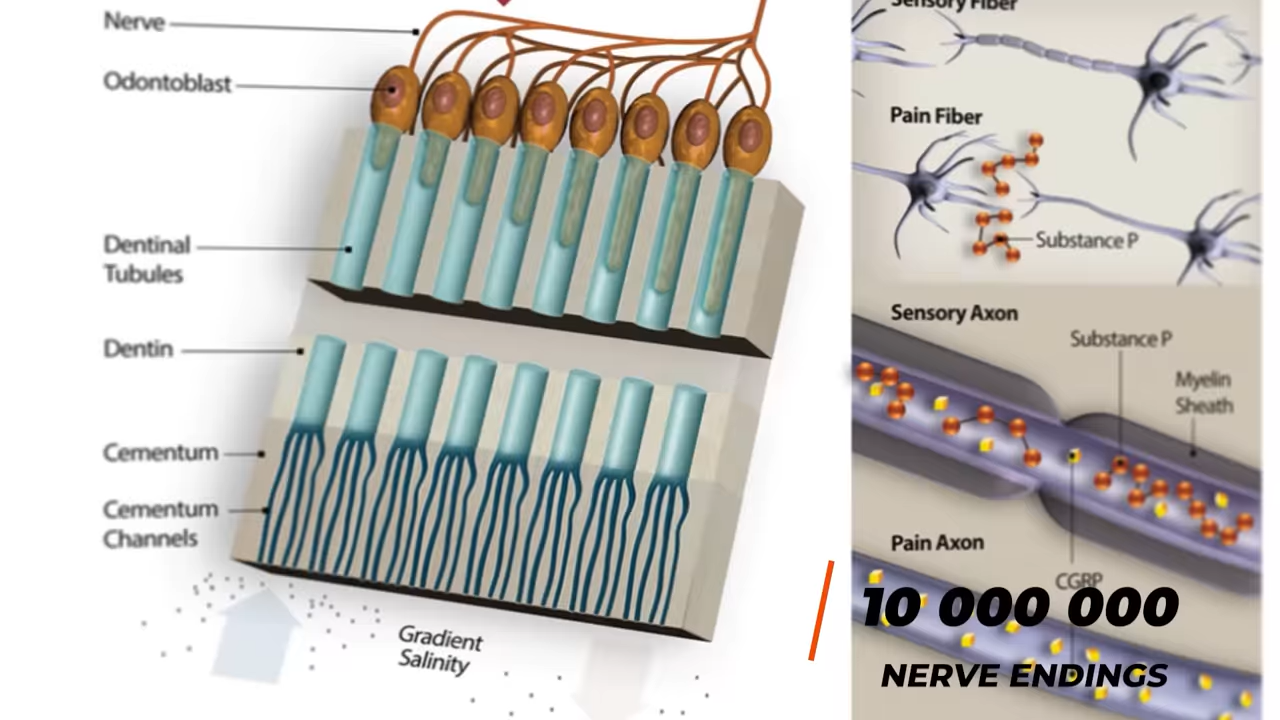 Nerve
Odontoblast
Dentinal
Tubules
Dentin
Cementum
Cementum
Channels
Gradient
Salinity
Sensory Fiber
Pain Fiber
Substance P
Sensory Axon
Substance P
Myelin
Sheath
Pain Axon
CGRP
10 000 000
NERVE ENDINGS